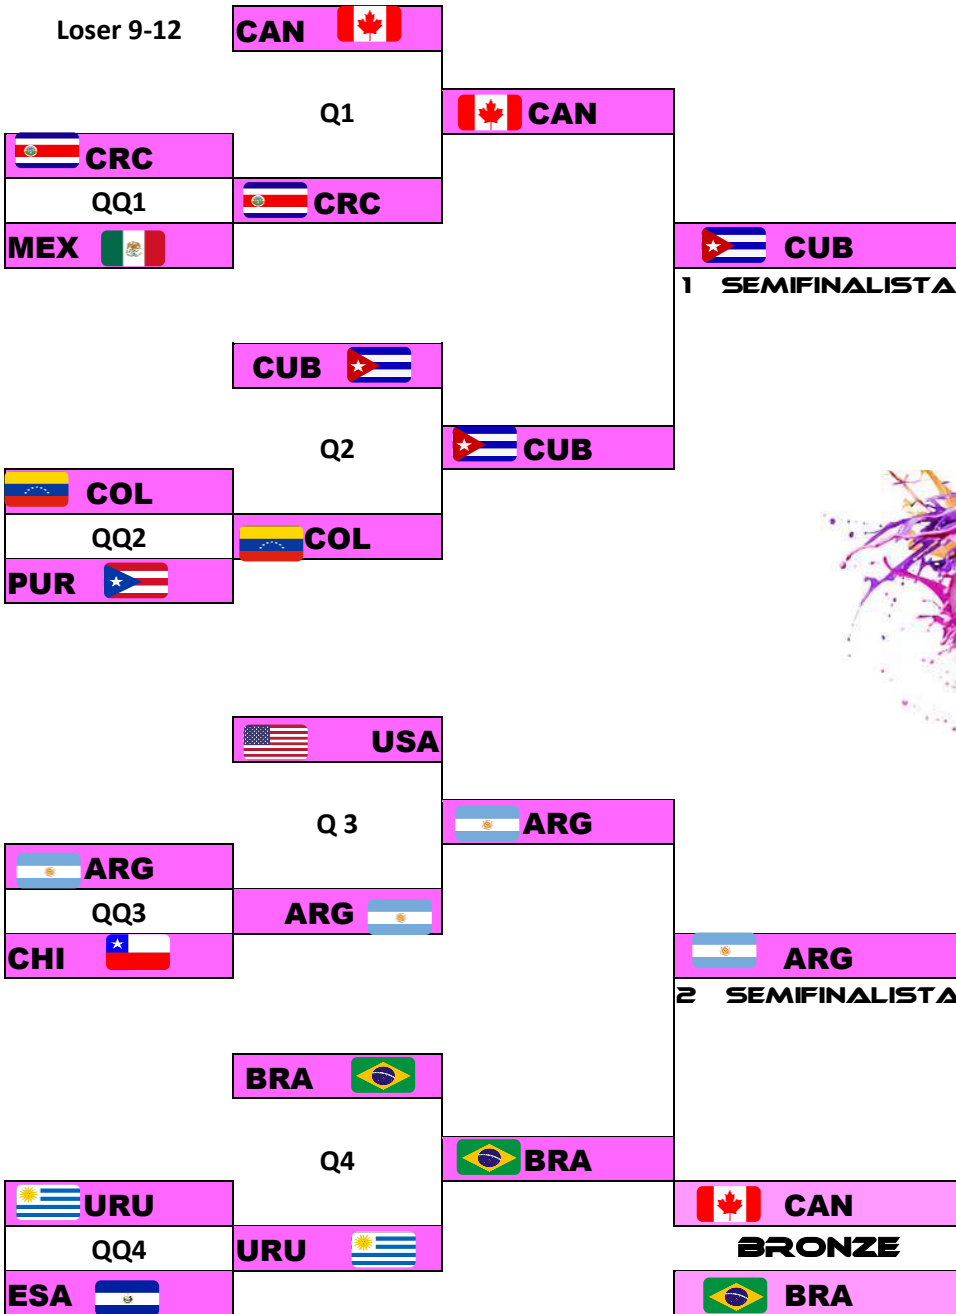 Loser 9-12
CAN
Q1
CAN
CRC
QQ1
CRC
MEX
CUB
1 SEMIFINALISTA
CUB
Q2
CUB
COL
QQ2
COL
PUR
USA
Q 3
ARG
ARG
QQ3
ARG
CHI
ARG
2 SEMIFINALISTA
BRA
Q4
BRA
URU
CAN
QQ4
URU
BRONZE
ESA
BRA